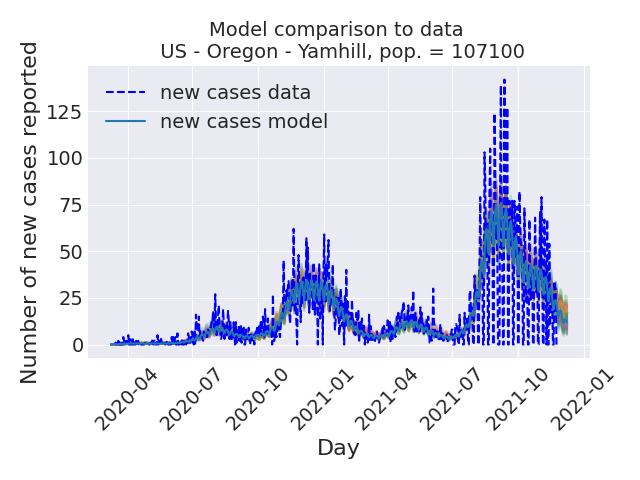 Model comparison to data
US - Oregon - Yamhill, pop. = 107100
Number of new cases reported
new cases data
new cases model
125
100
75
50
25
0
2020-04
2020-07
2020-10
2021-01
2021-04
2021-07
2021-10
2022-01
Day